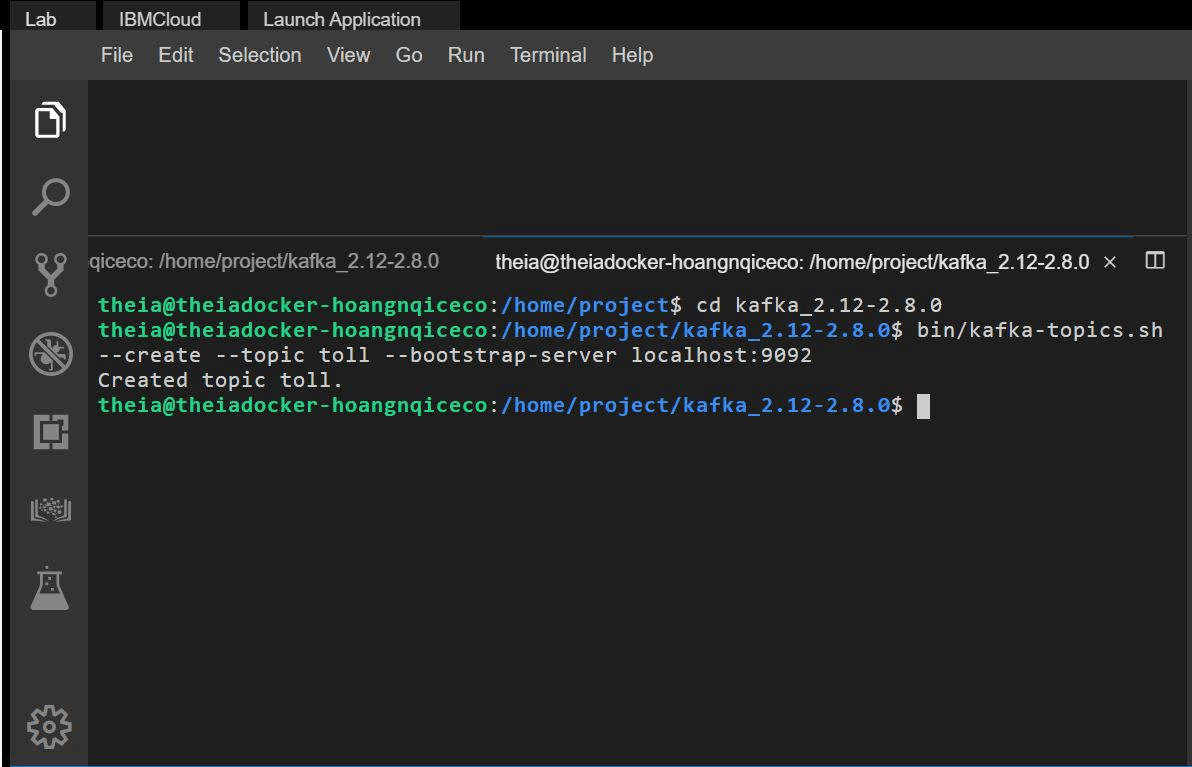 Lab IBMCloud Launch Application
File Edit Selection View Go Run Terminal Help
qiceco: /home/project/kafka_2.12-2.8.0 theia@theiadocker-hoangnqiceco: /home/project/kafka_2.12-2.8.0 ×
theia@theiadocker-hoangnqiceco:/home/project$ cd kafka_2.12-2.8.0
theia@theiadocker-hoangnqiceco:/home/project/kafka_2.12-2.8.0$ bin/kafka-topics.sh
--create --topic toll --bootstrap-server localhost:9092
Created topic toll.
theia@theiadocker-hoangnqiceco:/home/project/kafka_2.12-2.8.0$